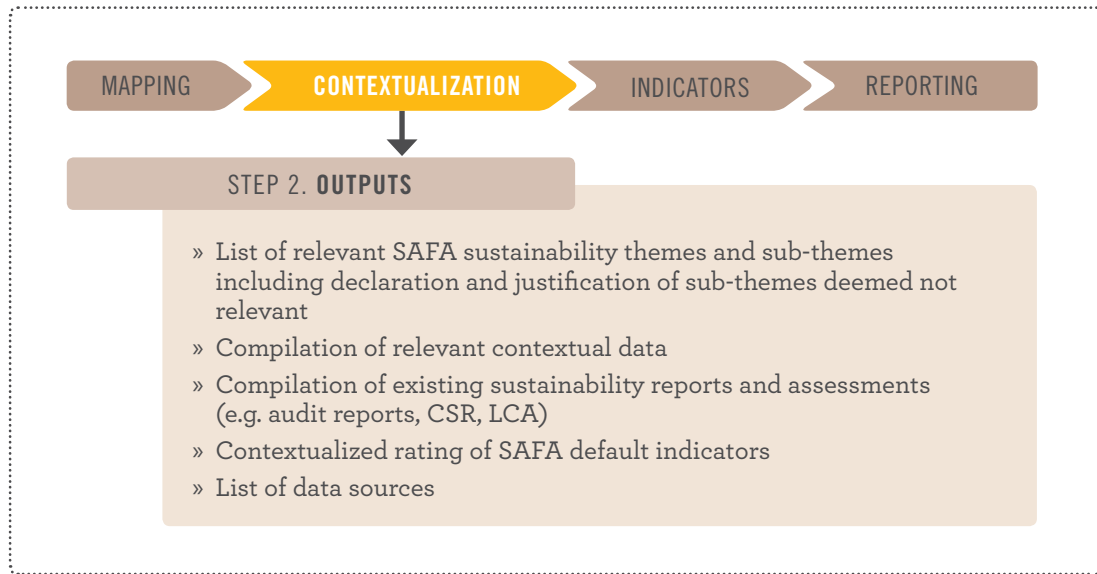 MAPPING
CONTEXTUALIZATION
INDICATORS
REPORTING
STEP 2. OUTPUTS
» List of relevant SAFA sustainability themes and sub-themes
including declaration and justification of sub-themes deemed not
relevant
» Compilation of relevant contextual data
» Compilation of existing sustainability reports and assessments
(e.g. audit reports, CSR, LCA)
» Contextualized rating of SAFA default indicators
» List of data sources